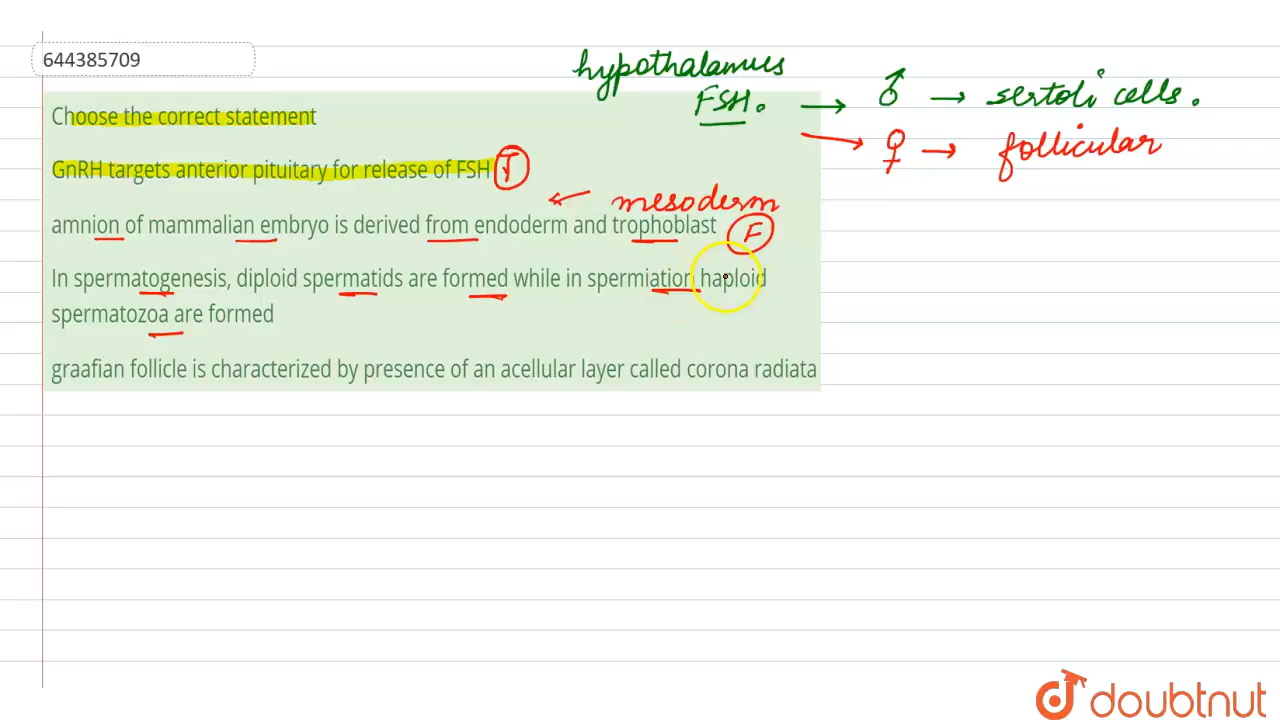 644385709
hypothalamus
FSH. → ♂ → sertoli cells.
→ ♀ → follicular
Choose the correct statement
GnRH targets anterior pituitary for release of FSH T
← mesoderm
amnion of mammalian embryo is derived from endoderm and trophoblast F
In spermatogenesis, diploid spermatids are formed while in spermiation haploid
spermatozoa are formed
graafian follicle is characterized by presence of an acellular layer called corona radiata
doubtnut